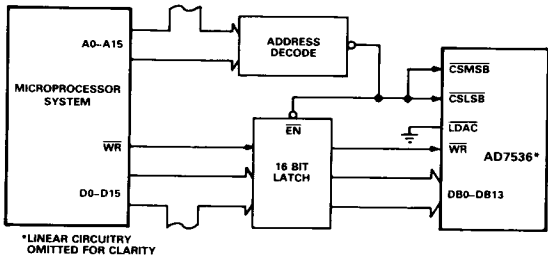 A0–A15
MICROPROCESSOR
SYSTEM
WR
D0–D15
ADDRESS
DECODE
EN
16 BIT
LATCH
CSMSB
CSLSB
LDAC
WR
AD7536*
DB0–DB13
*LINEAR CIRCUITRY
OMITTED FOR CLARITY